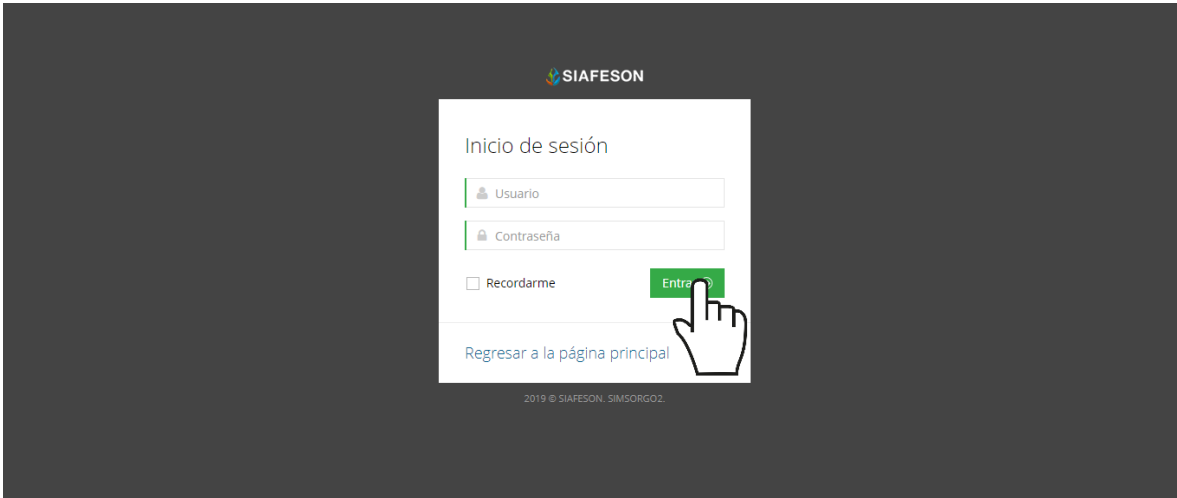 SIAFESON
Inicio de sesión
Usuario
Contraseña
Recordarme
Regresar a la página principal
2019 © SIAFESON. SIMSORGO2.